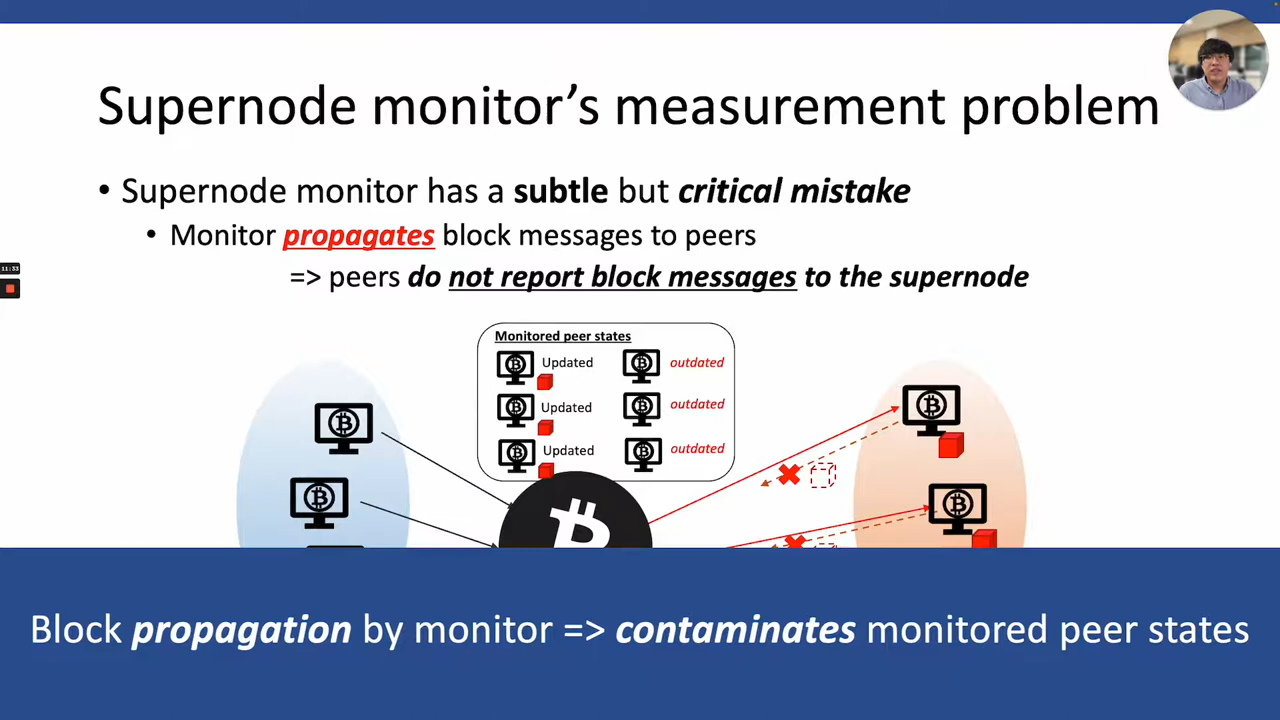 Supernode monitor's measurement problem
• Supernode monitor has a subtle but critical mistake
• Monitor propagates block messages to peers
=> peers do not report block messages to the supernode
11:33
Monitored peer states
Updated outdated
Updated outdated
Updated outdated
Block propagation by monitor => contaminates monitored peer states